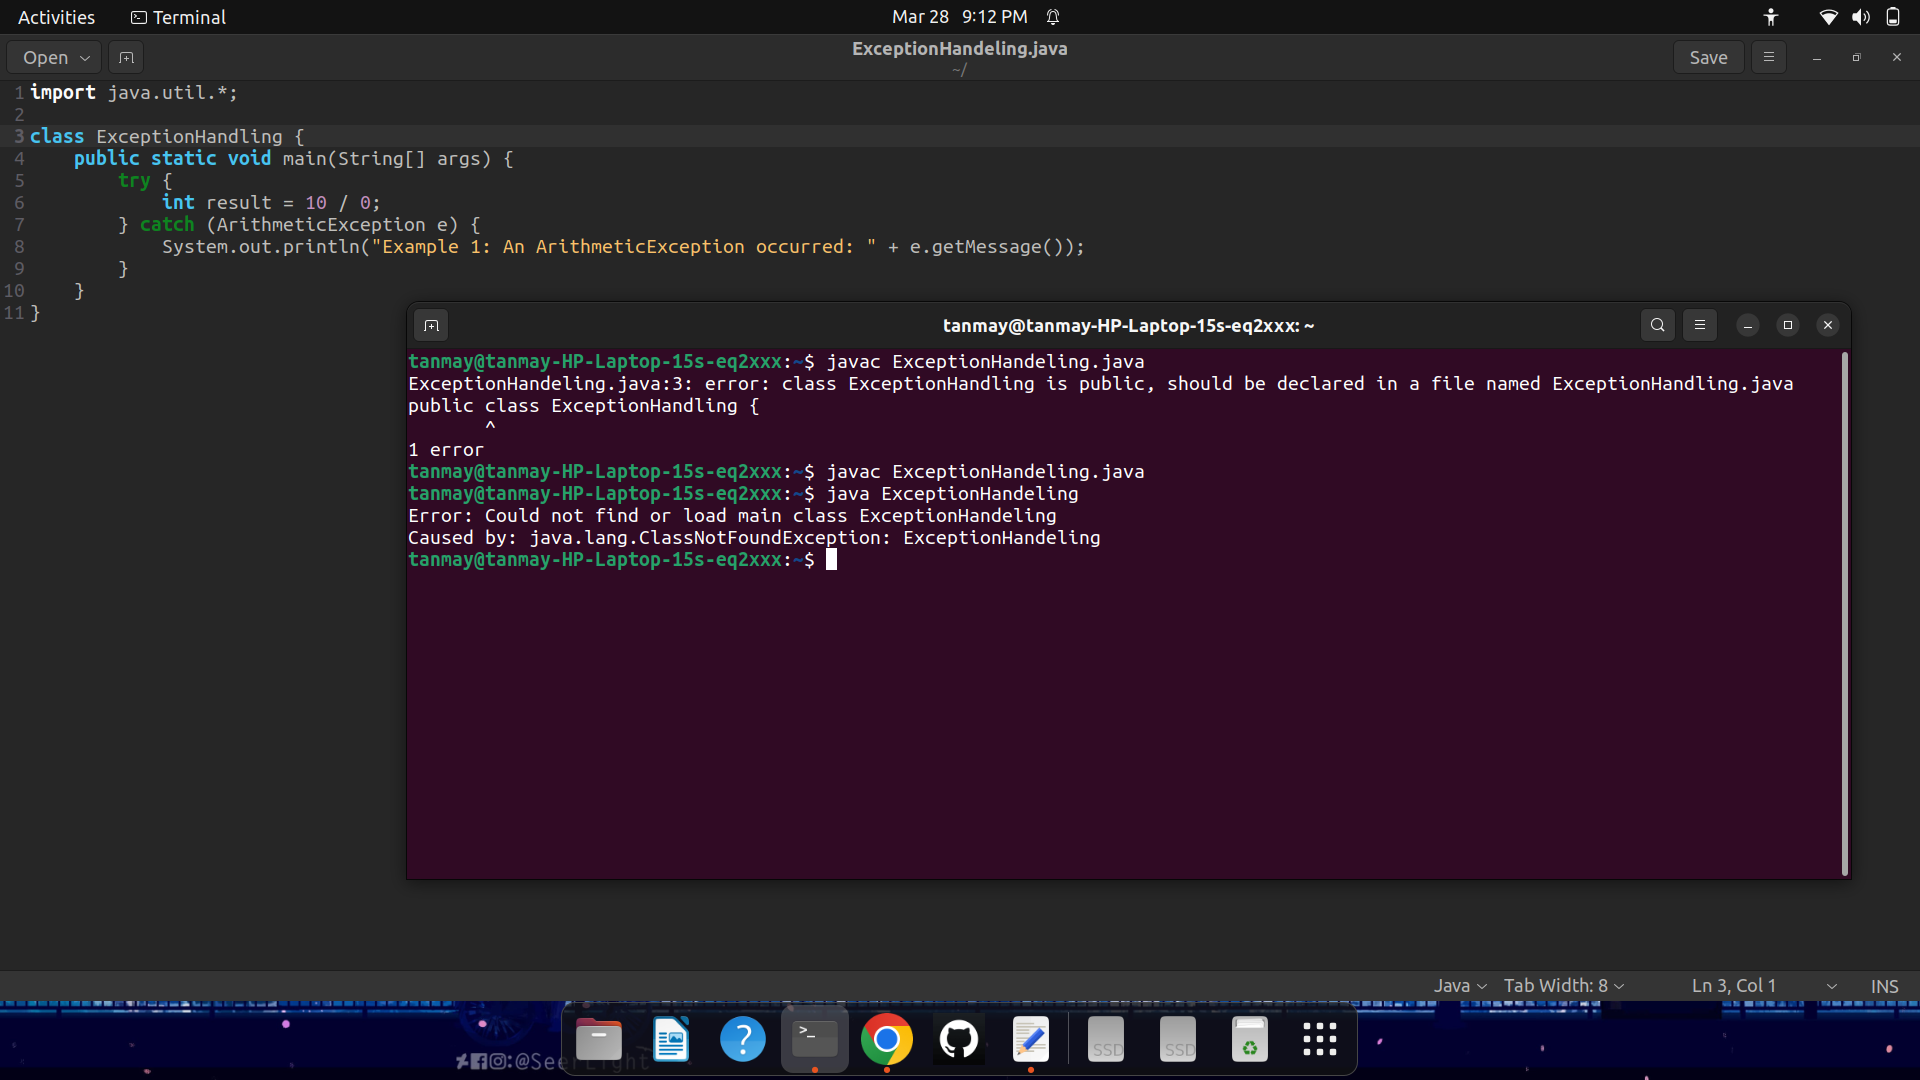 Activities Terminal Mar 28 9:12 PM
Open ExceptionHandeling.java Save
~/
1 import java.util.*;
2
3 class ExceptionHandling {
4     public static void main(String[] args) {
5         try {
6             int result = 10 / 0;
7         } catch (ArithmeticException e) {
8             System.out.println("Example 1: An ArithmeticException occurred: " + e.getMessage());
9         }
10     }
11 }
tanmay@tanmay-HP-Laptop-15s-eq2xxx: ~
tanmay@tanmay-HP-Laptop-15s-eq2xxx:~$ javac ExceptionHandeling.java
ExceptionHandeling.java:3: error: class ExceptionHandling is public, should be declared in a file named ExceptionHandling.java
public class ExceptionHandling {
       ^
1 error
tanmay@tanmay-HP-Laptop-15s-eq2xxx:~$ javac ExceptionHandeling.java
tanmay@tanmay-HP-Laptop-15s-eq2xxx:~$ java ExceptionHandeling
Error: Could not find or load main class ExceptionHandeling
Caused by: java.lang.ClassNotFoundException: ExceptionHandeling
tanmay@tanmay-HP-Laptop-15s-eq2xxx:~$
Java Tab Width: 8 Ln 3, Col 1 INS
>_ SSD SSD
:@SeerLight